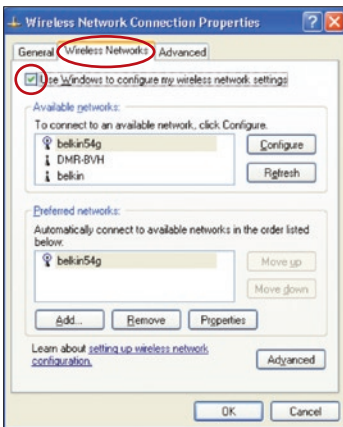 Wireless Network Connection Properties
General Wireless Networks Advanced
Use Windows to configure my wireless network settings
Available networks:
To connect to an available network, click Configure.
belkin54g
DMR-BVH
belkin
Configure
Refresh
Preferred networks:
Automatically connect to available networks in the order listed
below:
belkin54g
Move up
Move down
Add... Remove Properties
Learn about setting up wireless network
configuration.
Advanced
OK Cancel